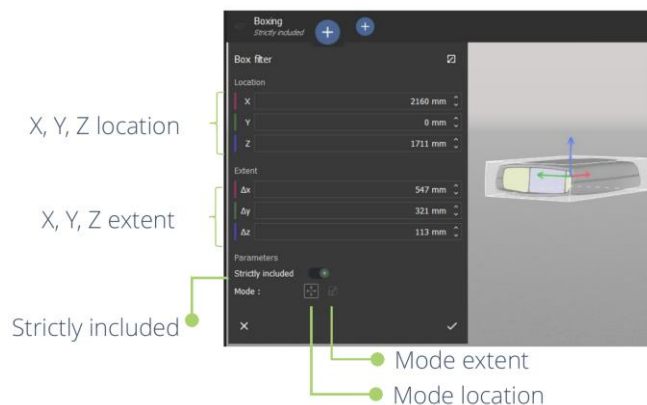 Boxing
Strictly included
+
+
Box filter
Location
X 2160 mm
Y 0 mm
Z 1711 mm
X, Y, Z location
Extent
Δx 547 mm
Δy 321 mm
Δz 113 mm
X, Y, Z extent
Parameters
Strictly included
Mode :
Strictly included
Mode extent
Mode location